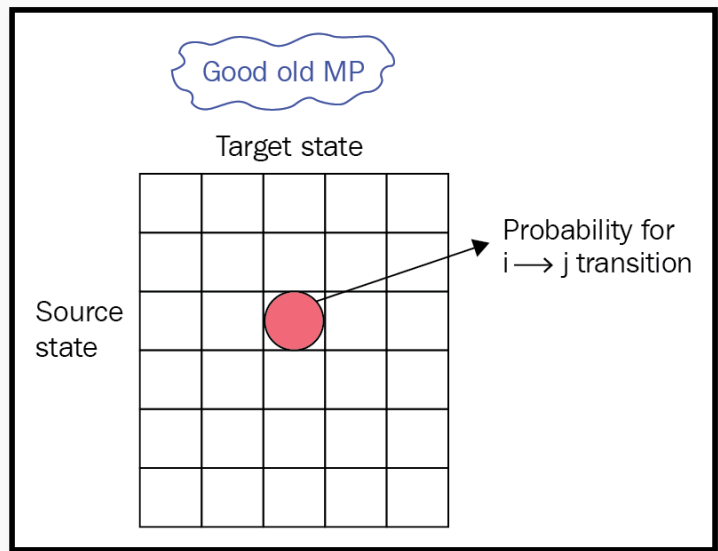 Good old MP
Target state
Probability for
i ⟶ j transition
Source
state